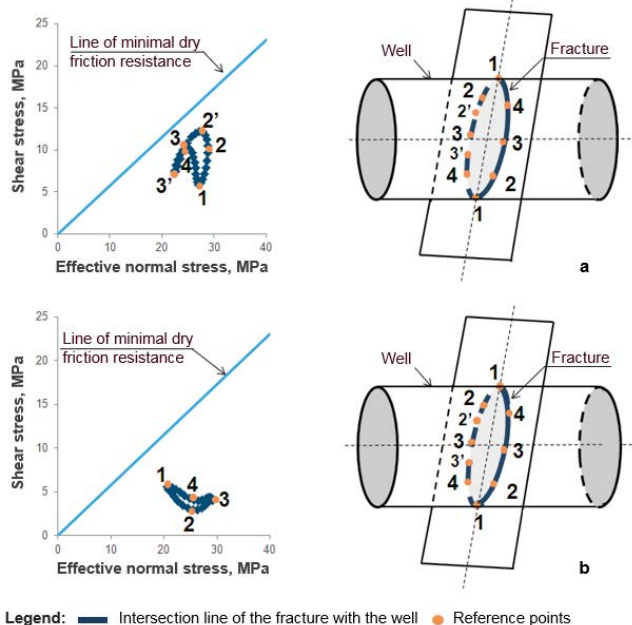 25
20
15
10
5
0
Shear stress, MPa
Line of minimal dry
friction resistance
2'
3
2
4
3'
1
0 10 20 30 40
Effective normal stress, MPa
Well
Fracture
1
2
4
2'
3
3
3'
4
2
1
a
25
20
15
10
5
0
Shear stress, MPa
Line of minimal dry
friction resistance
1
4
3
2
0 10 20 30 40
Effective normal stress, MPa
Well
Fracture
1
2
4
2'
3
3
3'
4
2
1
b
Legend: Intersection line of the fracture with the well Reference points